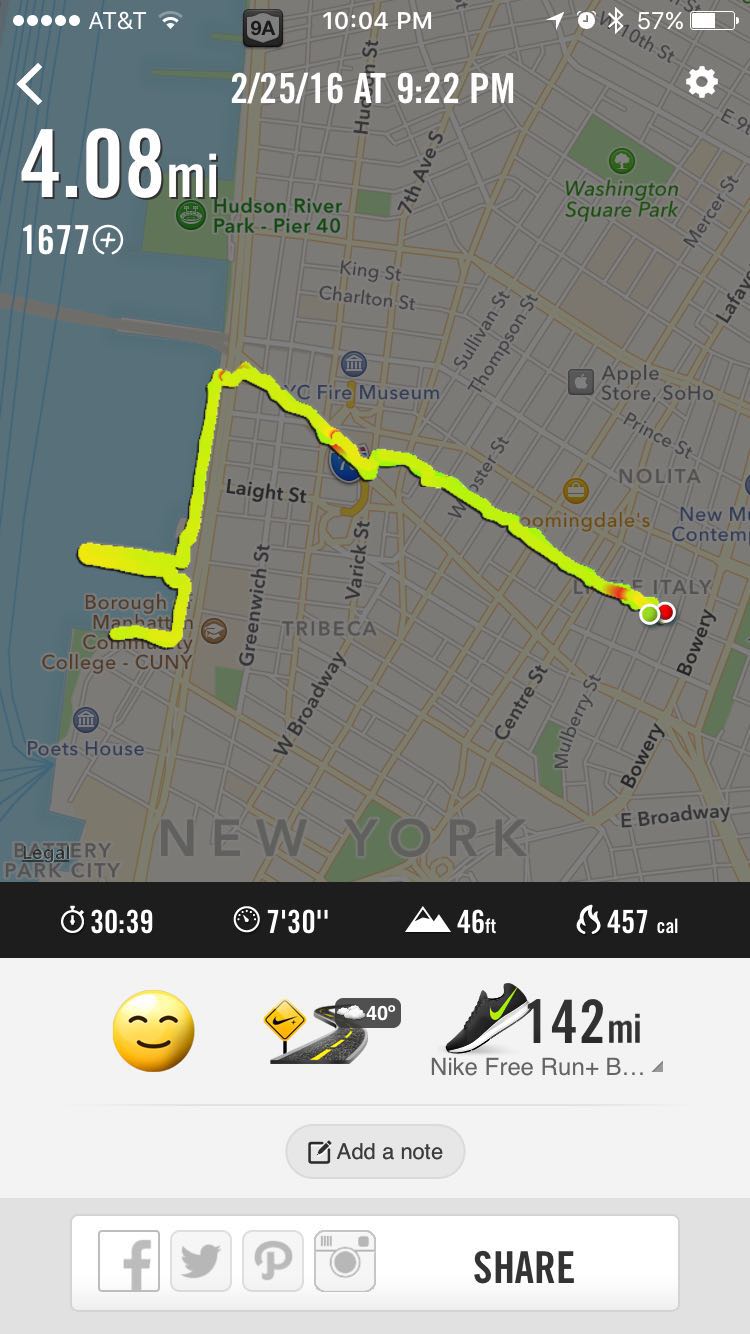 AT&T
10:04 PM
57%
9A
W 10th St
2/25/16 AT 9:22 PM
Hudson St
E 9th
4.08mi
7th Ave S
Washington
Square Park
Mercer St
Hudson River
Park - Pier 40
1677
King St
Charlton St
Sullivan St
Thompson St
Apple
Store, SoHo
YC Fire Museum
Prince St
NOLITA
Laight St
oomingdale's
New Mu
Contemp
Varick St
Greenwich St
ITALY
Borough
Manhattan
Community
College - CUNY
TRIBECA
Bowery
W Broadway
Centre St
Mulberry St
Poets House
Bowery
E Broadway
NEW YORK
Legal
BATTERY
PARK CITY
30:39
7'30''
46ft
457 cal
40°
142mi
Nike Free Run+ B...
Add a note
SHARE